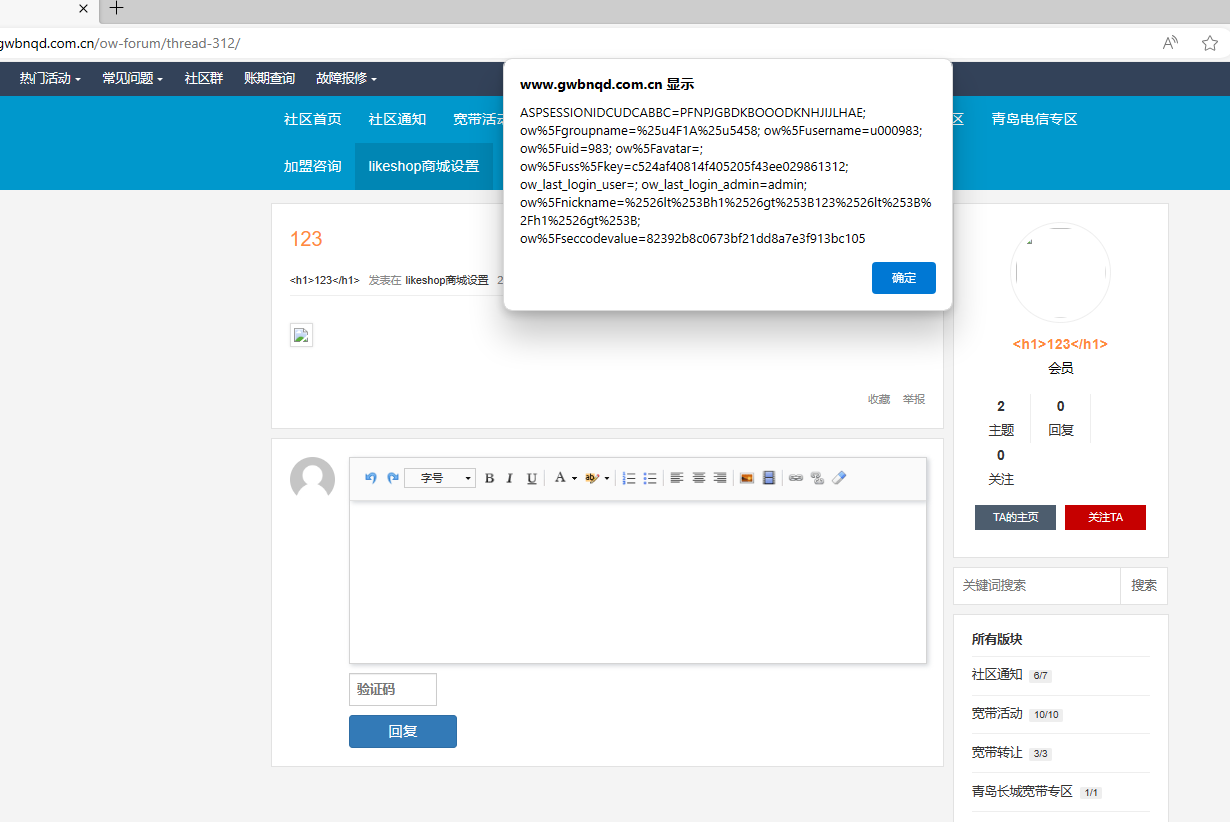 gwbnqd.com.cn/ow-forum/thread-312/
热门活动 常见问题 社区群 账期查询 故障报修
www.gwbnqd.com.cn 显示
ASPSESSIONIDCUDCABBC=PFNPJGBDKBOOODKNHJIJLHAE;
ow%5Fgroupname=%25u4F1A%25u5458; ow%5Fusername=u000983;
ow%5Fuid=983; ow%5Favatar=;
ow%5Fuss%5Fkey=c524af40814f405205f43ee029861312;
ow_last_login_user=; ow_last_login_admin=admin;
ow%5Fnickname=%2526lt%253Bh1%2526gt%253B123%2526lt%253B%
2Fh1%2526gt%253B;
ow%5Fseccodevalue=82392b8c0673bf21dd8a7e3f913bc105
确定
社区首页 社区通知 宽带活动 区 青岛电信专区
加盟咨询 likeshop商城设置
123
<h1>123</h1> 发表在 likeshop商城设置 2
收藏 举报
字号 B I U A ab
验证码
回复
<h1>123</h1>
会员
2 0
主题 回复
0
关注
TA的主页 关注TA
关键词搜索 搜索
所有版块
社区通知 6/7
宽带活动 10/10
宽带转让 3/3
青岛长城宽带专区 1/1